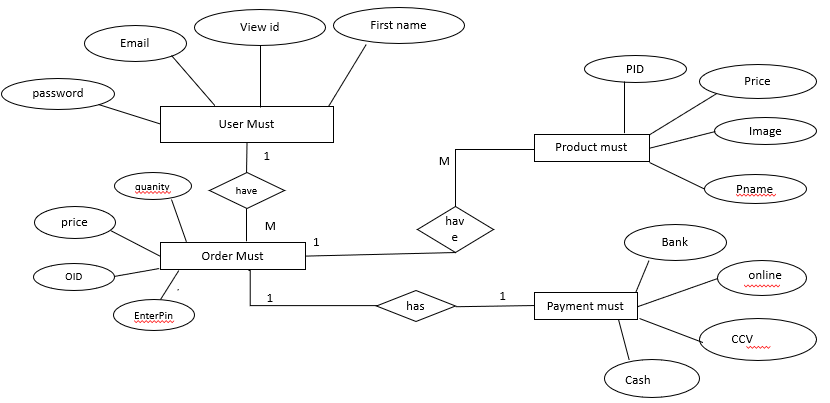 First name
View id
Email
password
User Must
1
have
M
PID
Price
Image
Product must
Pname
M
hav
e
quanity
price
OID
EnterPin
Order Must
1
1
has
1
Bank
online
Payment must
CCV
Cash